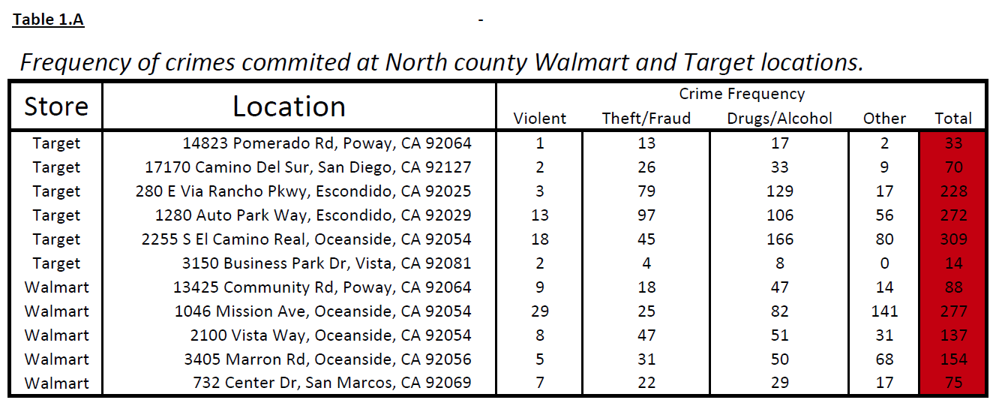 Table 1.A -
Frequency of crimes commited at North county Walmart and Target locations.
Store Location Crime Frequency
Violent Theft/Fraud Drugs/Alcohol Other Total
Target 14823 Pomerado Rd, Poway, CA 92064 1 13 17 2 33
Target 17170 Camino Del Sur, San Diego, CA 92127 2 26 33 9 70
Target 280 E Via Rancho Pkwy, Escondido, CA 92025 3 79 129 17 228
Target 1280 Auto Park Way, Escondido, CA 92029 13 97 106 56 272
Target 2255 S El Camino Real, Oceanside, CA 92054 18 45 166 80 309
Target 3150 Business Park Dr, Vista, CA 92081 2 4 8 0 14
Walmart 13425 Community Rd, Poway, CA 92064 9 18 47 14 88
Walmart 1046 Mission Ave, Oceanside, CA 92054 29 25 82 141 277
Walmart 2100 Vista Way, Oceanside, CA 92054 8 47 51 31 137
Walmart 3405 Marron Rd, Oceanside, CA 92056 5 31 50 68 154
Walmart 732 Center Dr, San Marcos, CA 92069 7 22 29 17 75